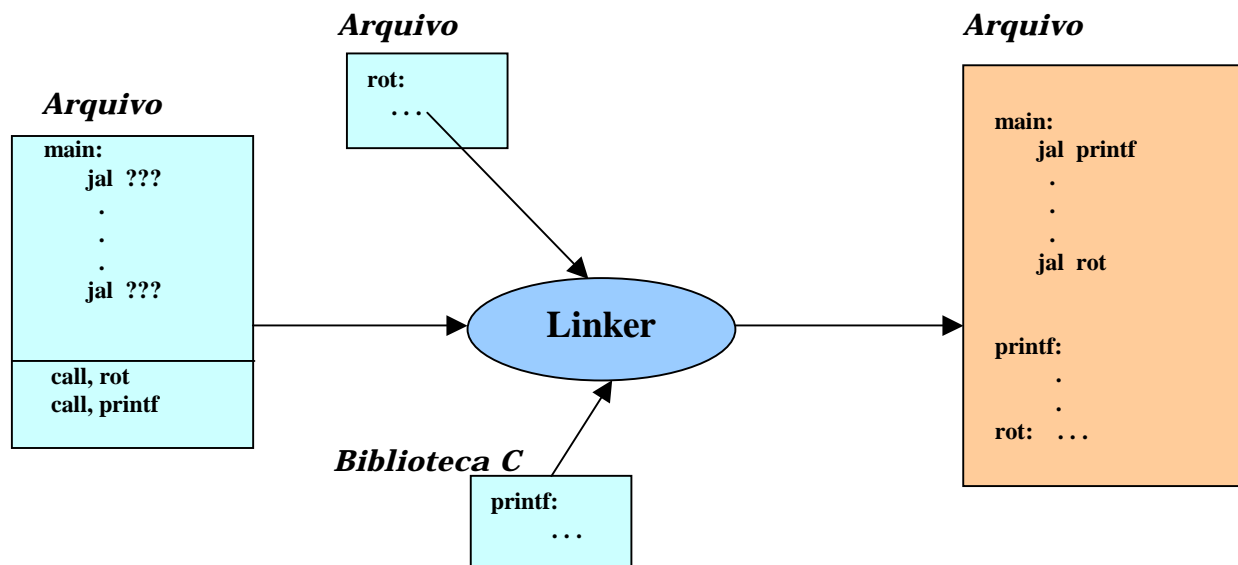 Arquivo
main:
jal ???
.
.
.
jal ???
call, rot
call, printf
Arquivo
rot:
. . .
Linker
Biblioteca C
printf:
. . .
Arquivo
main:
jal printf
.
.
.
jal rot
printf:
.
.
rot: . . .